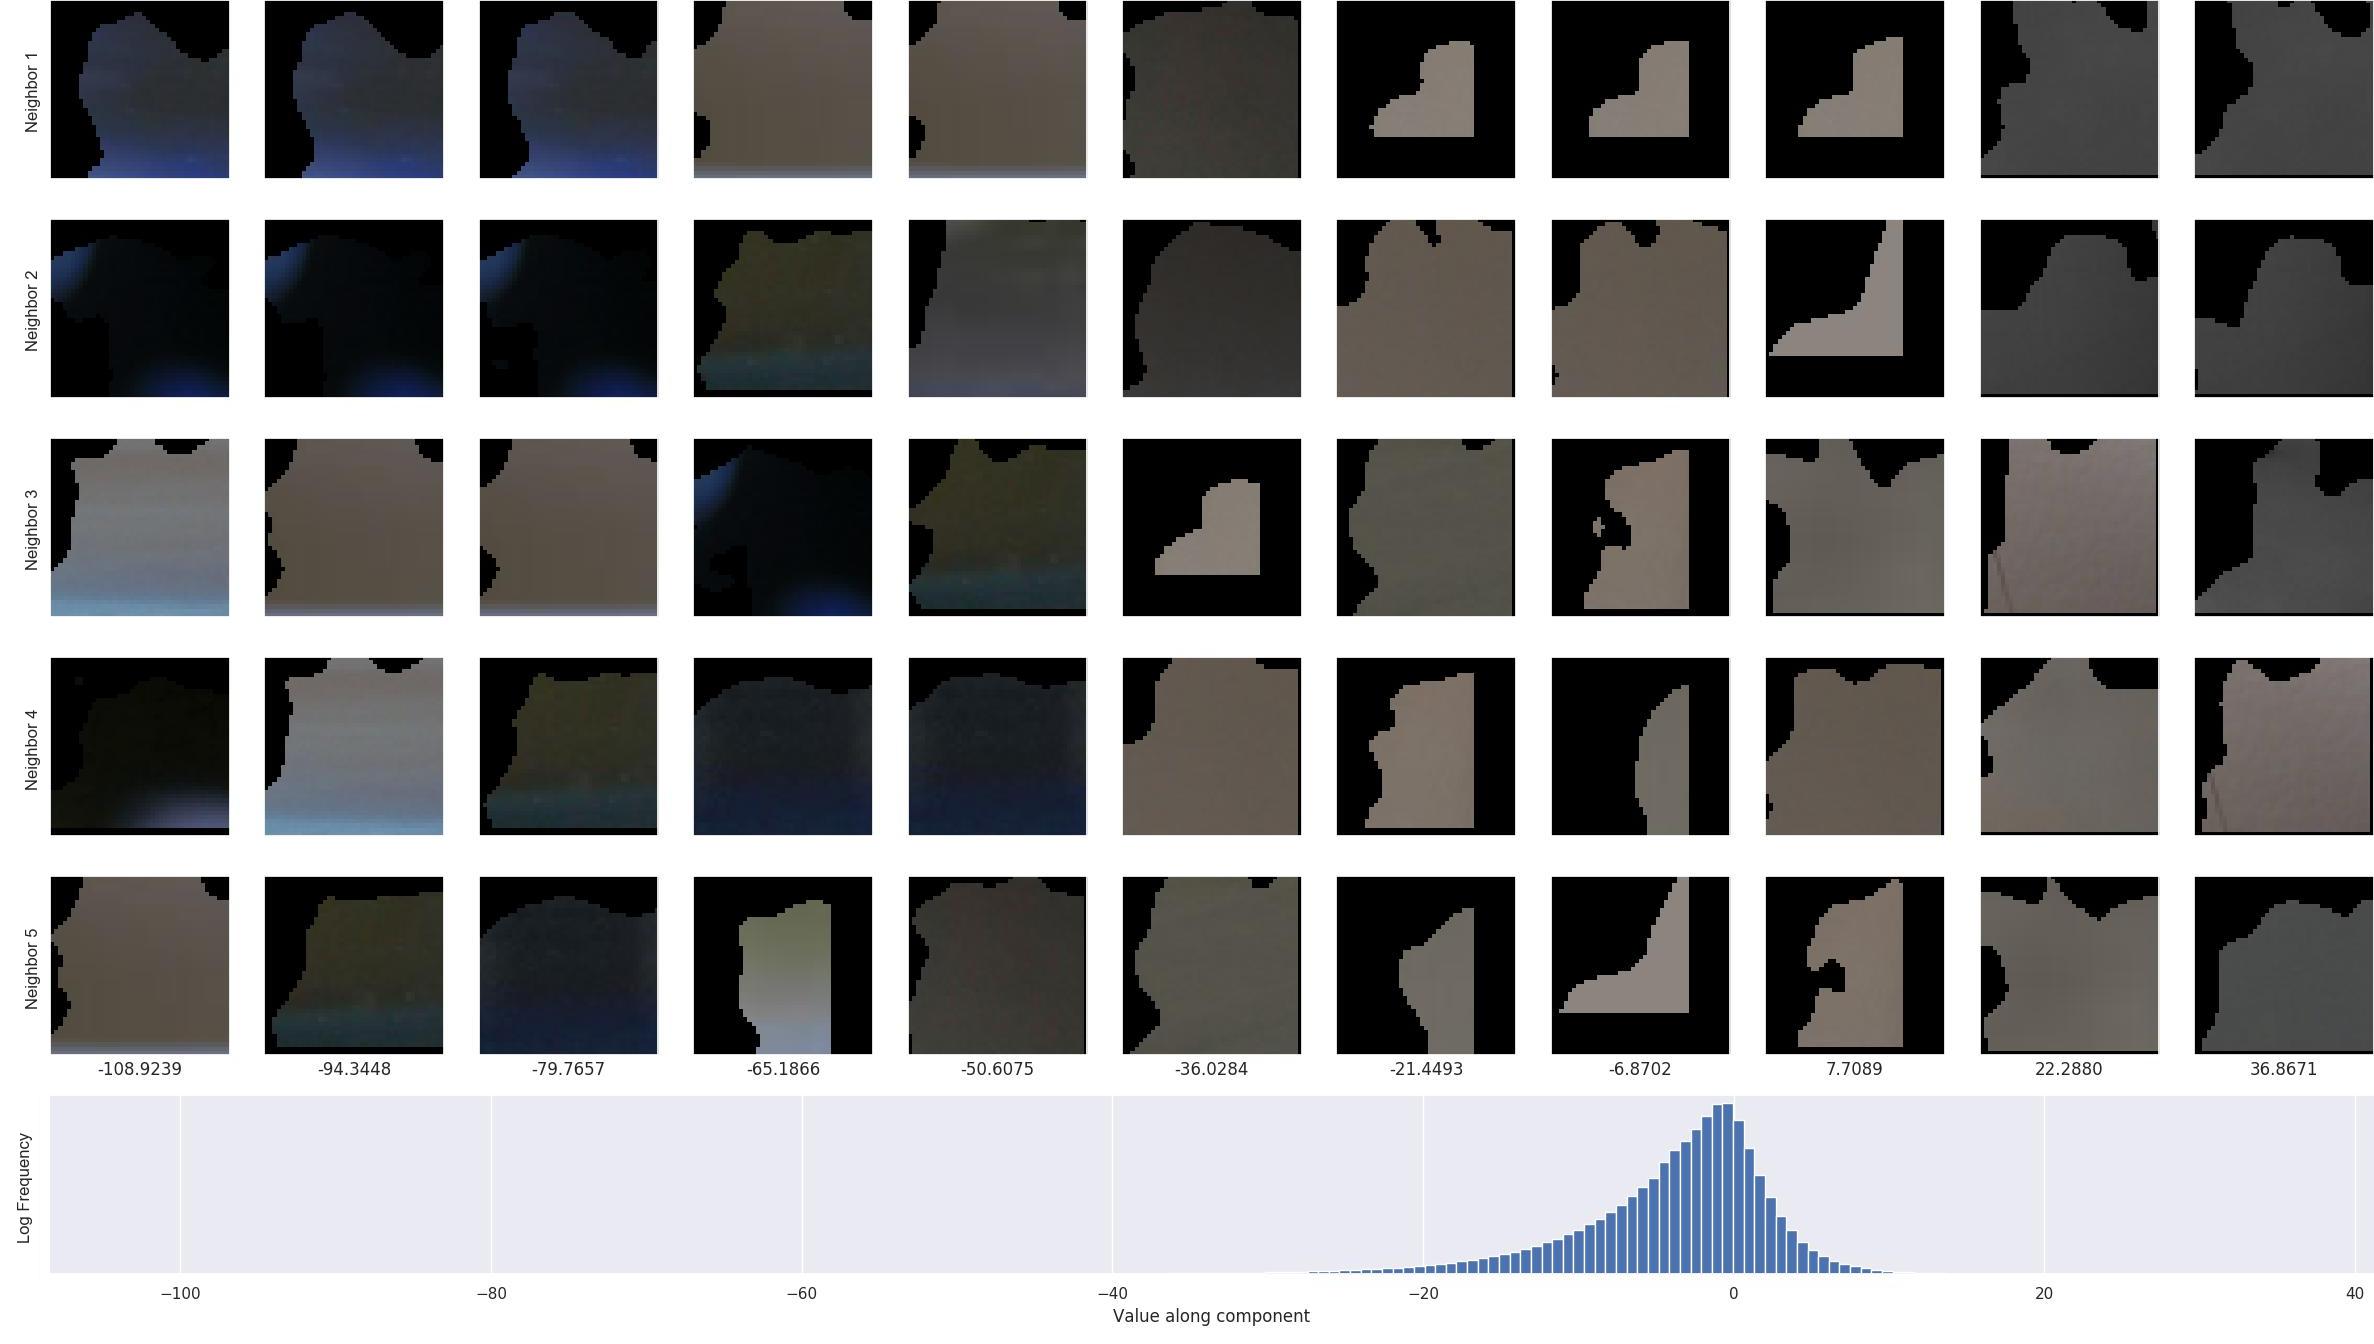 Neighbor 1
Neighbor 2
Neighbor 3
Neighbor 4
Neighbor 5
-108.9239 -94.3448 -79.7657 -65.1866 -50.6075 -36.0284 -21.4493 -6.8702 7.7089 22.2880 36.8671
Log Frequency
−100 −80 −60 −40 −20 0 20 40
Value along component